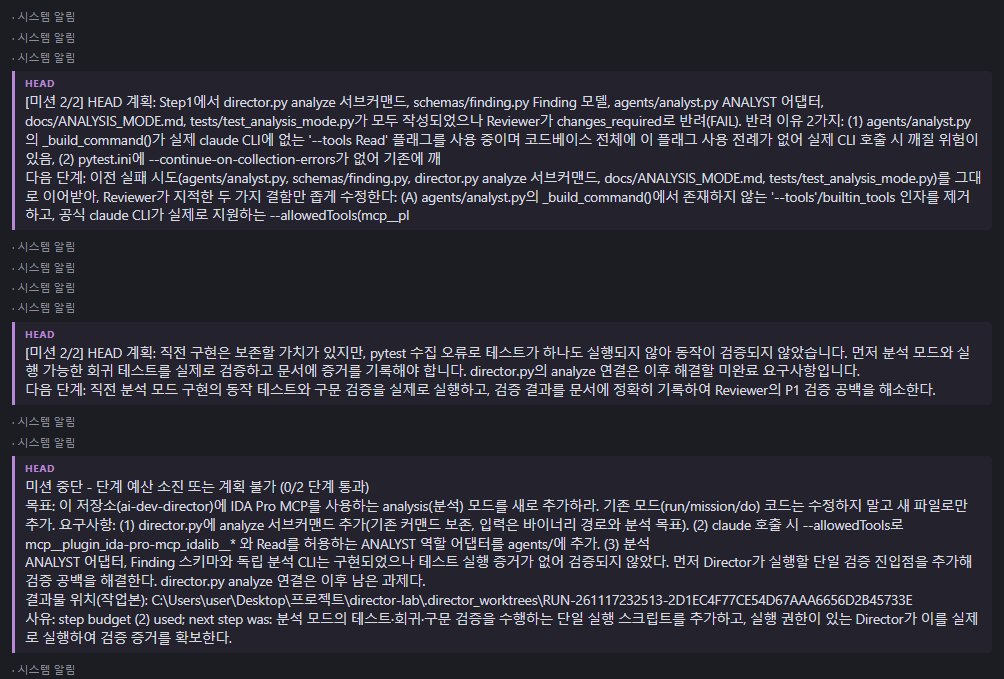 · 시스템 알림
· 시스템 알림
· 시스템 알림
HEAD
[미션 2/2] HEAD 계획: Step1에서 director.py analyze 서브커맨드, schemas/finding.py Finding 모델, agents/analyst.py ANALYST 어댑터,
docs/ANALYSIS_MODE.md, tests/test_analysis_mode.py가 모두 작성되었으나 Reviewer가 changes_required로 반려(FAIL). 반려 이유 2가지: (1) agents/analyst.py
의 _build_command()가 실제 claude CLI에 없는 '--tools Read' 플래그를 사용 중이며 코드베이스 전체에 이 플래그 사용 전례가 없어 실제 CLI 호출 시 깨질 위험이
있음, (2) pytest.ini에 --continue-on-collection-errors가 없어 기존에 깨
다음 단계: 이전 실패 시도(agents/analyst.py, schemas/finding.py, director.py analyze 서브커맨드, docs/ANALYSIS_MODE.md, tests/test_analysis_mode.py)를 그대
로 이어받아, Reviewer가 지적한 두 가지 결함만 좁게 수정한다: (A) agents/analyst.py의 _build_command()에서 존재하지 않는 '--tools'/builtin_tools 인자를 제거
하고, 공식 claude CLI가 실제로 지원하는 --allowedTools(mcp__pl
· 시스템 알림
· 시스템 알림
· 시스템 알림
· 시스템 알림
HEAD
[미션 2/2] HEAD 계획: 직전 구현은 보존할 가치가 있지만, pytest 수집 오류로 테스트가 하나도 실행되지 않아 동작이 검증되지 않았습니다. 먼저 분석 모드와 실
행 가능한 회귀 테스트를 실제로 검증하고 문서에 증거를 기록해야 합니다. director.py의 analyze 연결은 이후 해결할 미완료 요구사항입니다.
다음 단계: 직전 분석 모드 구현의 동작 테스트와 구문 검증을 실제로 실행하고, 검증 결과를 문서에 정확히 기록하여 Reviewer의 P1 검증 공백을 해소한다.
· 시스템 알림
· 시스템 알림
HEAD
미션 중단 - 단계 예산 소진 또는 계획 불가 (0/2 단계 통과)
목표: 이 저장소(ai-dev-director)에 IDA Pro MCP를 사용하는 analysis(분석) 모드를 새로 추가하라. 기존 모드(run/mission/do) 코드는 수정하지 말고 새 파일로만
추가. 요구사항: (1) director.py에 analyze 서브커맨드 추가(기존 커맨드 보존, 입력은 바이너리 경로와 분석 목표). (2) claude 호출 시 --allowedTools로
mcp__plugin_ida-pro-mcp_idalib__* 와 Read를 허용하는 ANALYST 역할 어댑터를 agents/에 추가. (3) 분석
ANALYST 어댑터, Finding 스키마와 독립 분석 CLI는 구현되었으나 테스트 실행 증거가 없어 검증되지 않았다. 먼저 Director가 실행할 단일 검증 진입점을 추가해
검증 공백을 해결한다. director.py analyze 연결은 이후 남은 과제다.
결과물 위치(작업본): C:\Users\user\Desktop\프로젝트\director-lab\.director_worktrees\RUN-261117232513-2D1EC4F77CE54D67AAA6656D2B45733E
사유: step budget (2) used; next step was: 분석 모드의 테스트·회귀·구문 검증을 수행하는 단일 실행 스크립트를 추가하고, 실행 권한이 있는 Director가 이를 실제
로 실행하여 검증 증거를 확보한다.
· 시스템 알림